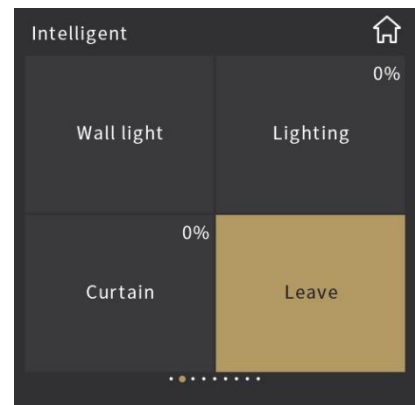 Intelligent
0%
Wall light
Lighting
0%
Curtain
Leave